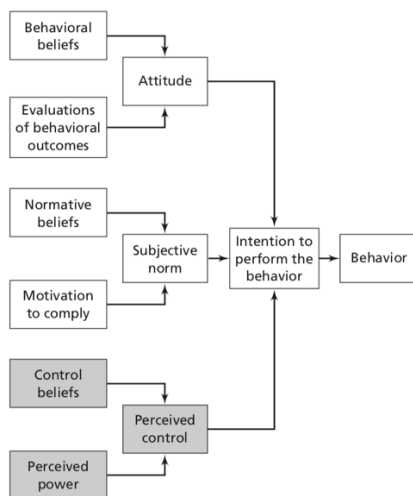 Behavioral
beliefs
Attitude
Evaluations
of behavioral
outcomes
Normative
beliefs
Subjective
norm
Intention to
perform the
behavior
Behavior
Motivation
to comply
Control
beliefs
Perceived
control
Perceived
power